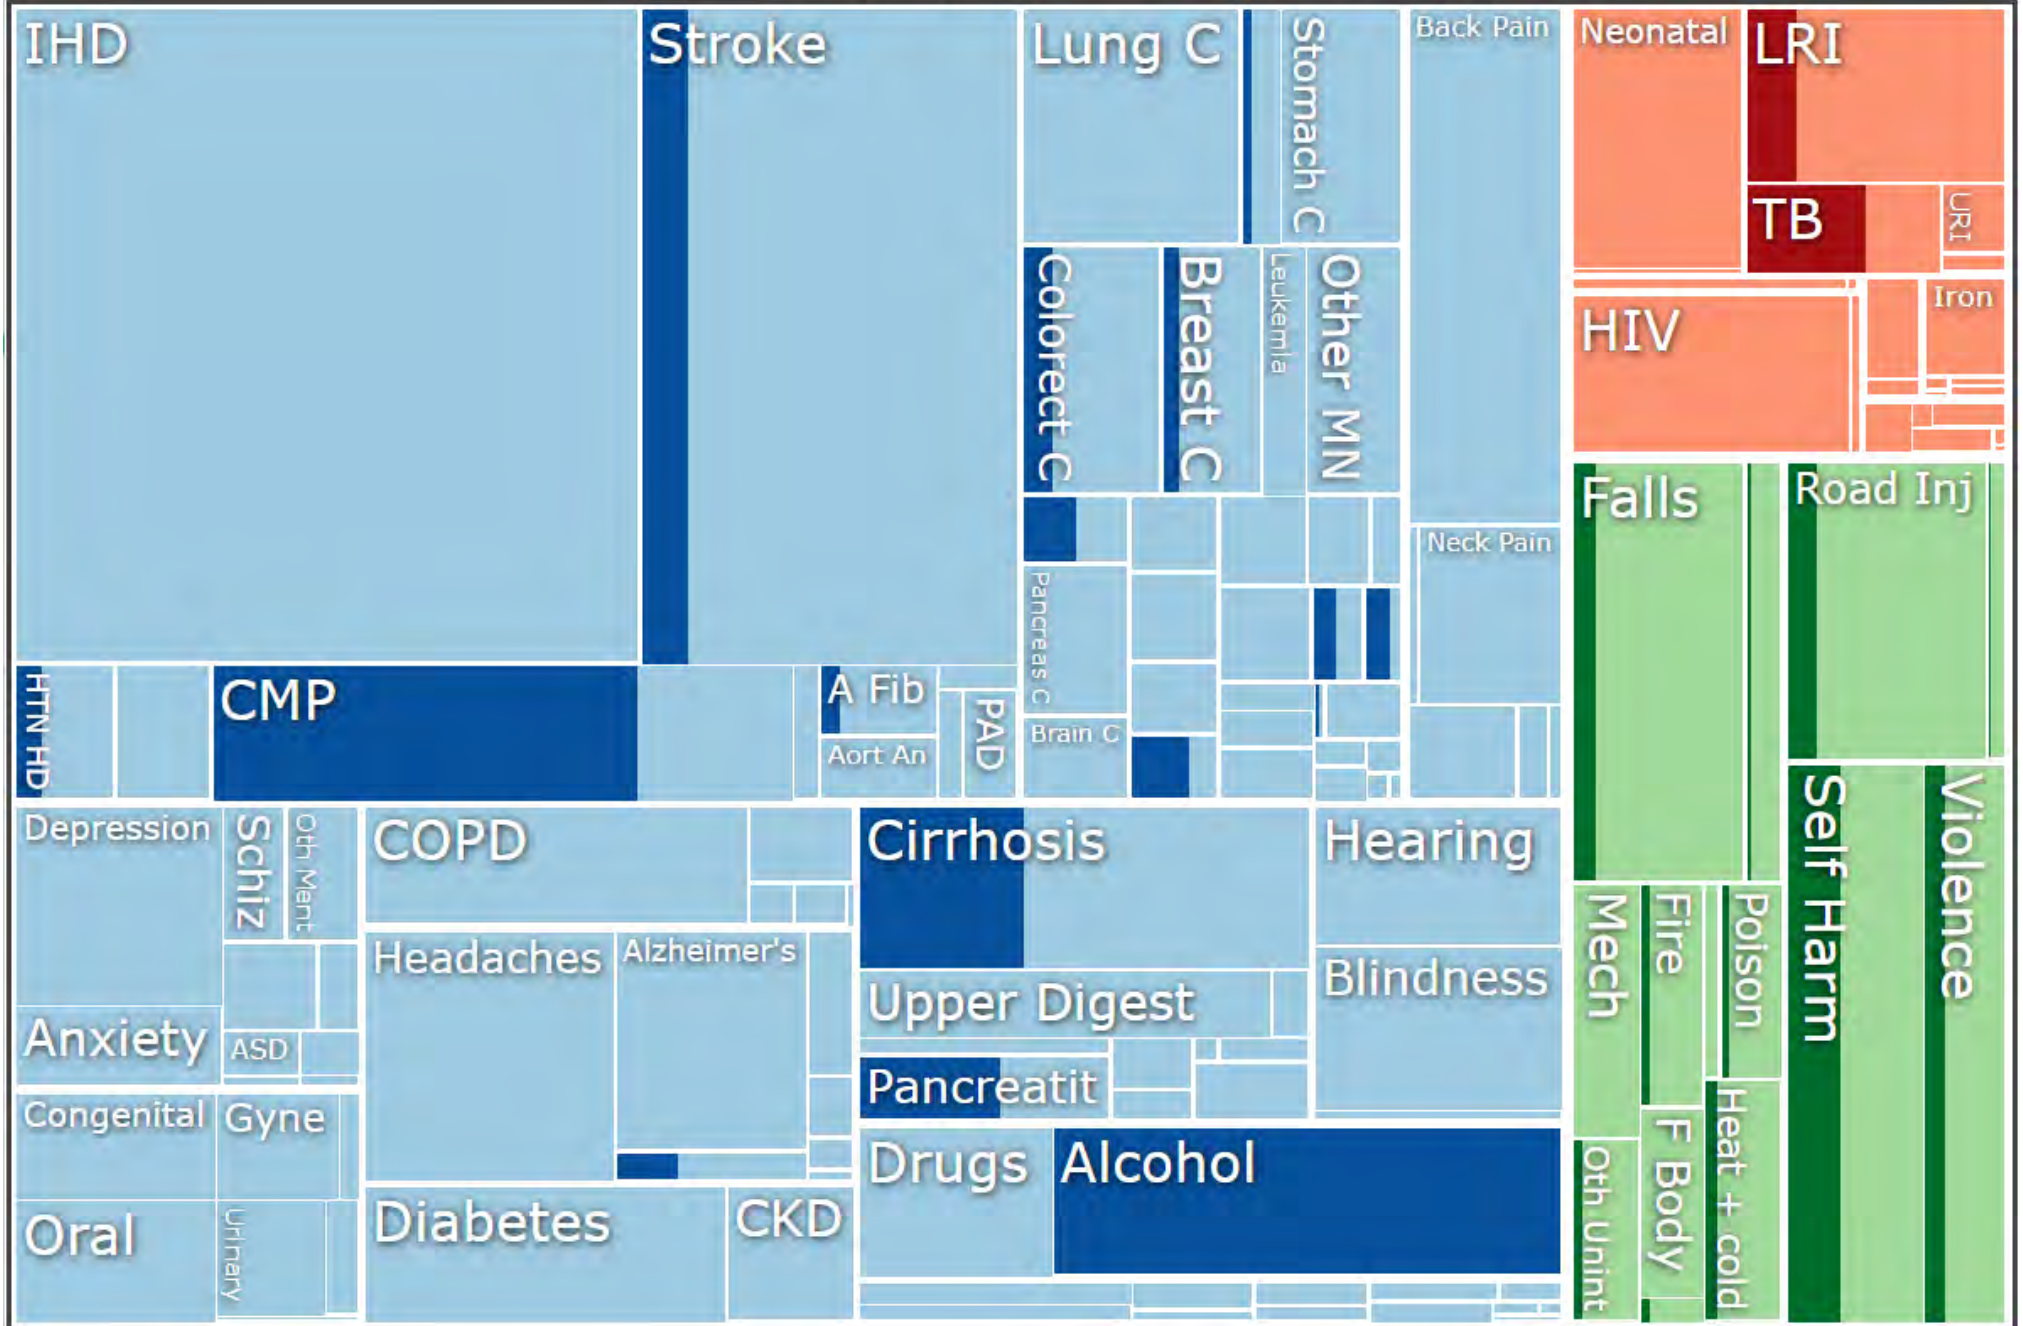 IHD
Stroke
Lung C
Stomach C
Back Pain
Neonatal
LRI
TB
URI
Colorect C
Breast C
Leukemia
Other MN
HIV
Iron
Falls
Road Inj
Neck Pain
Pancreas C
HTN HD
CMP
A Fib
Aort An
PAD
Brain C
Depression
Schiz
Oth Ment
COPD
Cirrhosis
Hearing
Self Harm
Violence
Mech
Fire
Poison
Headaches
Alzheimer's
Upper Digest
Blindness
Anxiety
ASD
Pancreatit
Congenital
Gyne
Drugs
Alcohol
F Body
Heat + cold
Oth Unint
Oral
Urinary
Diabetes
CKD